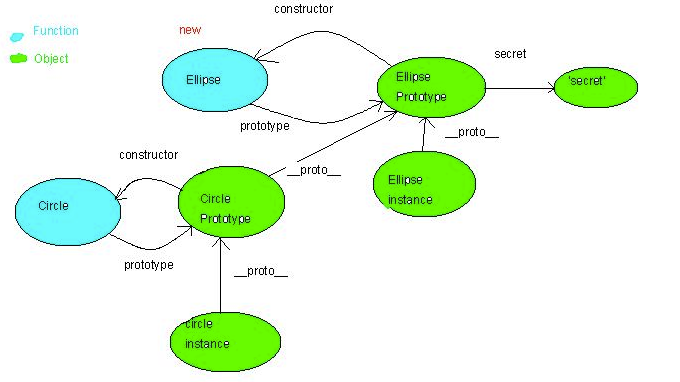 constructor
Function
new
Object
secret
Ellipse
Ellipse
Prototype
'secret'
prototype
__proto__
constructor
__proto__
Ellipse
instance
Circle
Circle
Prototype
prototype
__proto__
circle
instance